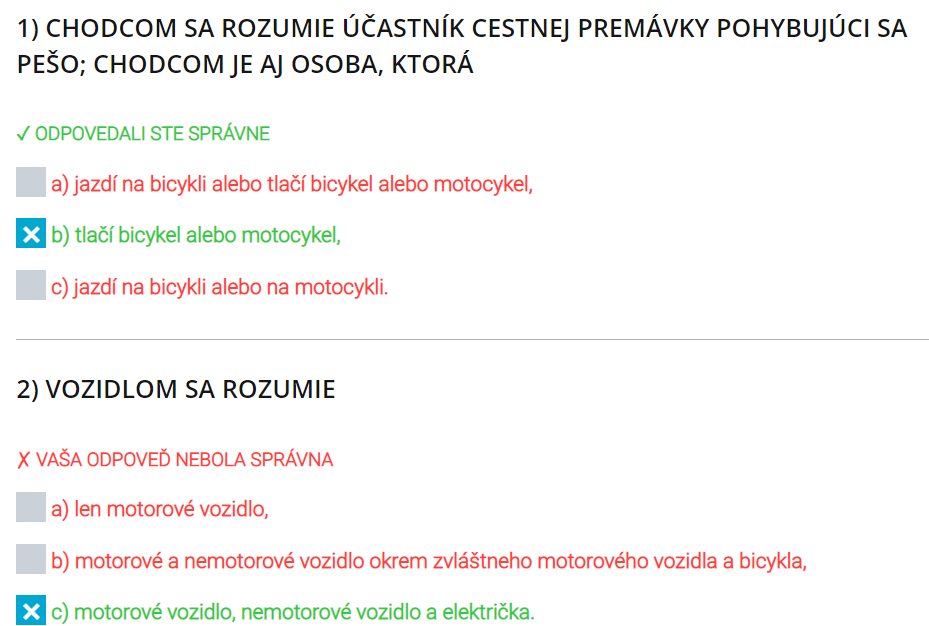 1) CHODCOM SA ROZUMIE ÚČASTNÍK CESTNEJ PREMÁVKY POHYBUJÚCI SA
PEŠO; CHODCOM JE AJ OSOBA, KTORÁ
✓ ODPOVEDALI STE SPRÁVNE
a) jazdí na bicykli alebo tlačí bicykel alebo motocykel,
b) tlačí bicykel alebo motocykel,
c) jazdí na bicykli alebo na motocykli.
2) VOZIDLOM SA ROZUMIE
✗ VAŠA ODPOVEĎ NEBOLA SPRÁVNA
a) len motorové vozidlo,
b) motorové a nemotorové vozidlo okrem zvláštneho motorového vozidla a bicykla,
c) motorové vozidlo, nemotorové vozidlo a električka.